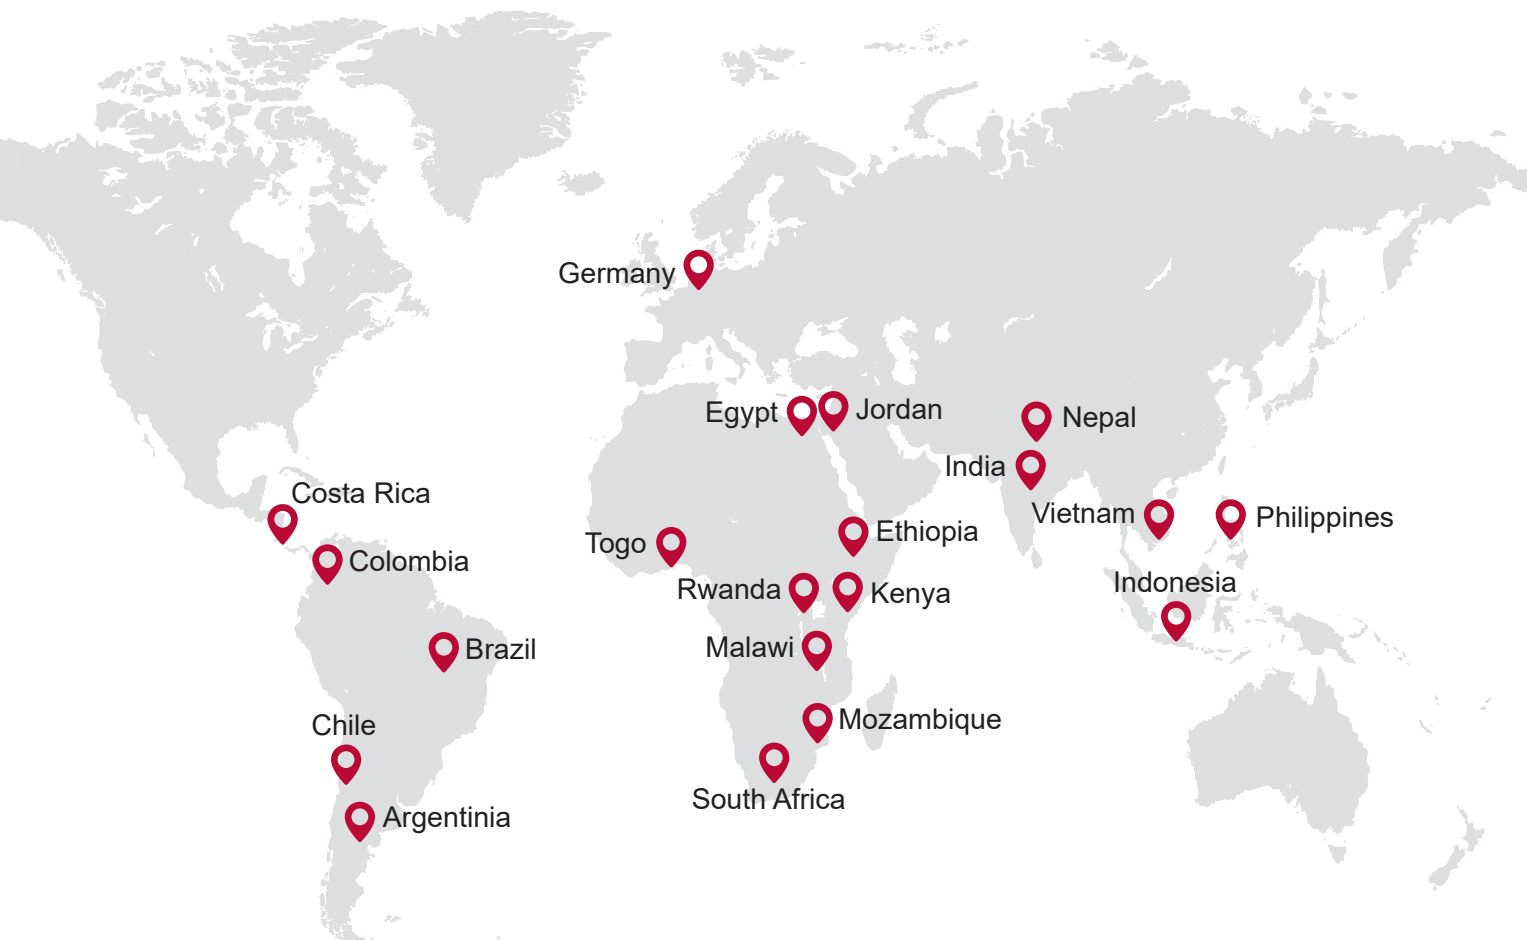 Germany
Egypt
Jordan
Nepal
India
Costa Rica
Vietnam
Philippines
Ethiopia
Togo
Colombia
Indonesia
Rwanda
Kenya
Malawi
Brazil
Mozambique
Chile
South Africa
Argentinia